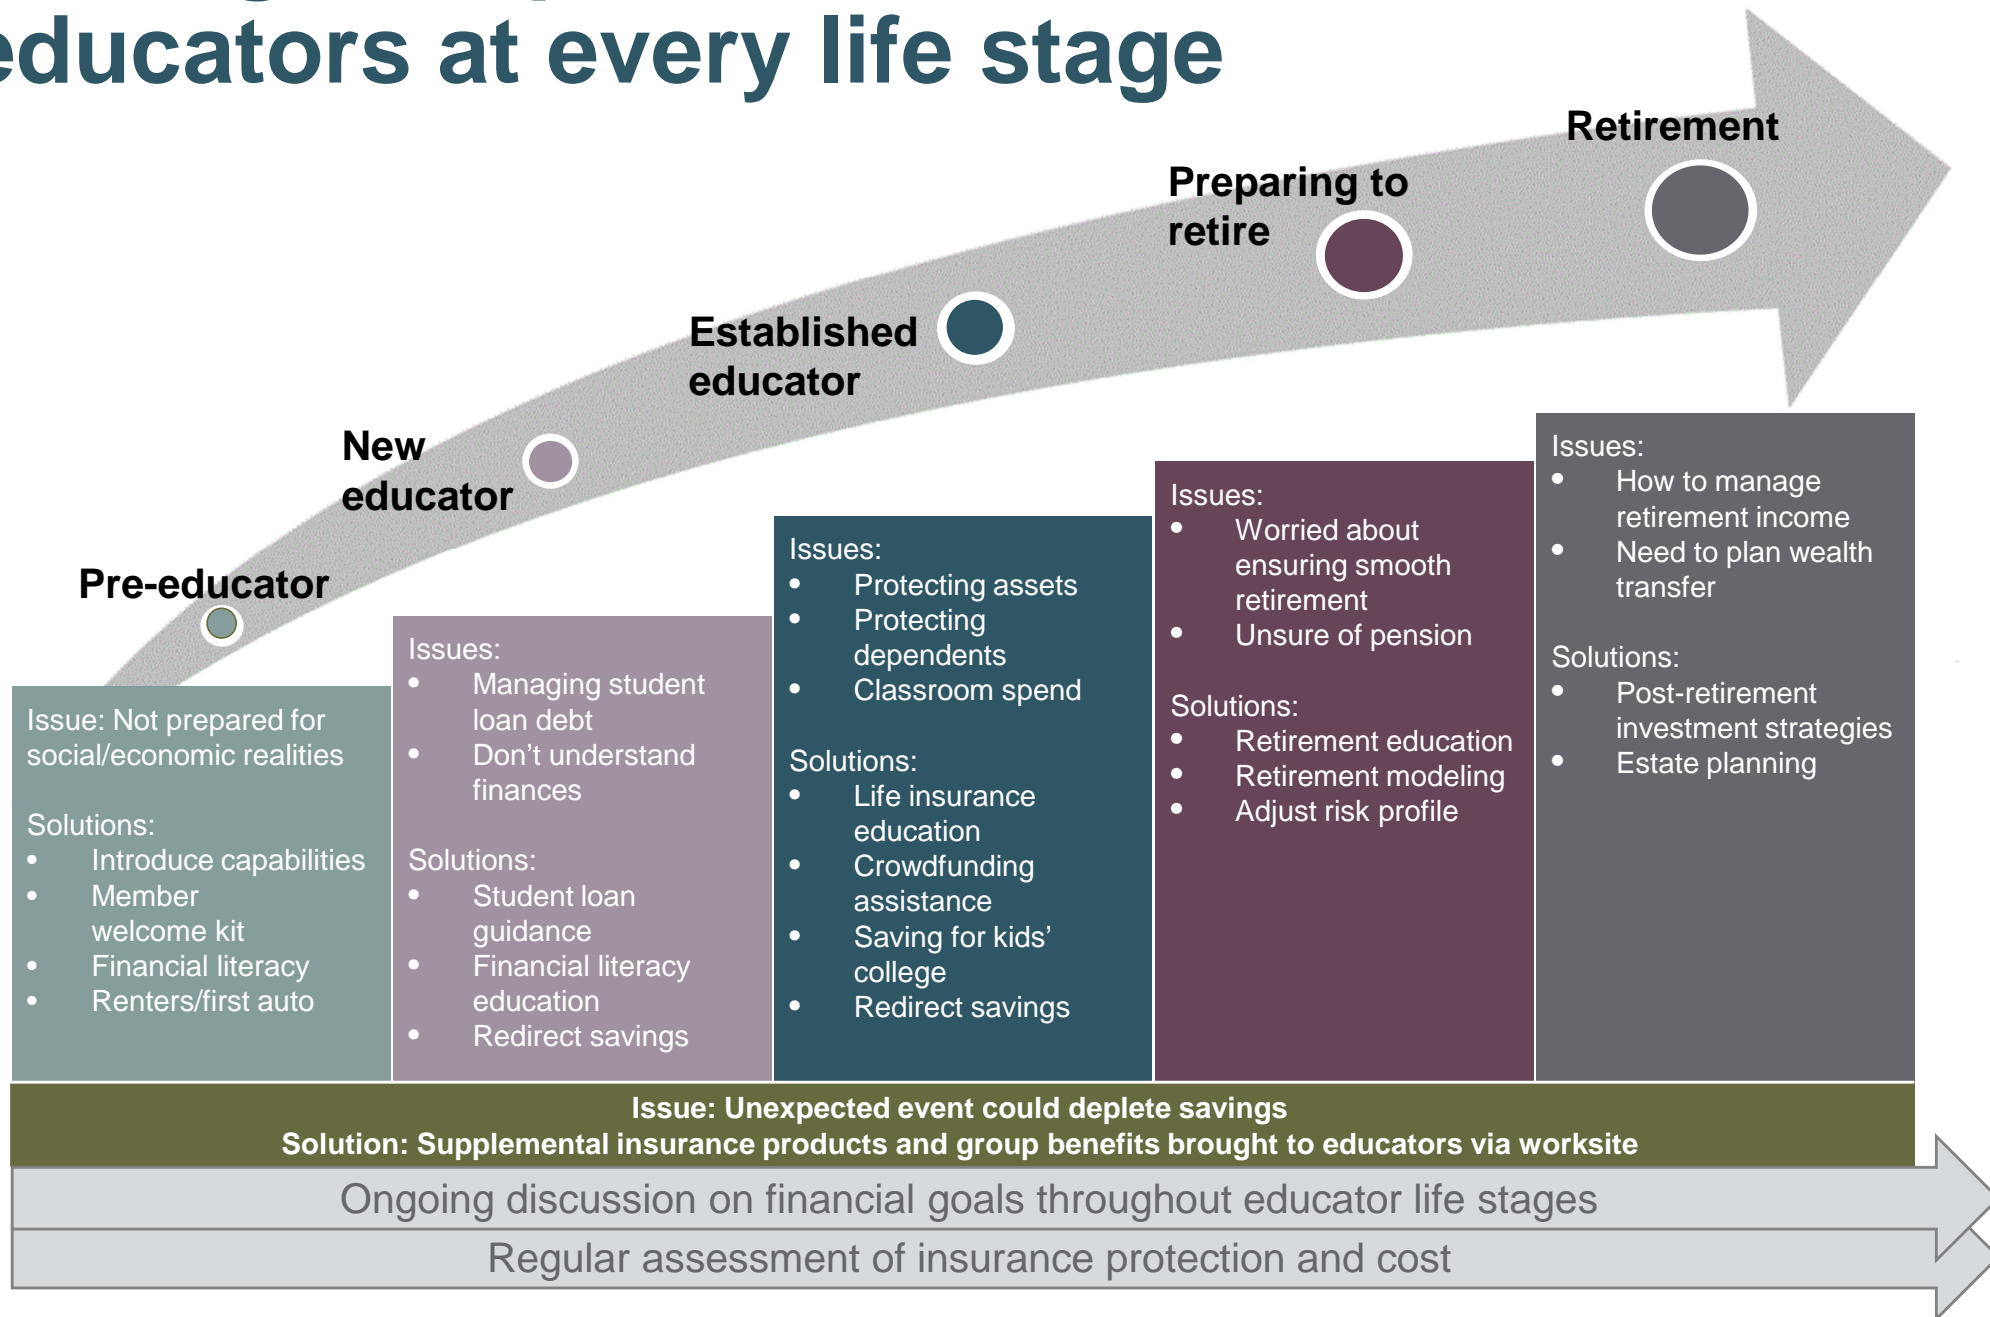 educators at every life stage
Retirement
Preparing to
retire
Established
educator
New
educator
Pre-educator
Issue: Not prepared for
social/economic realities
Solutions:
• Introduce capabilities
• Member
welcome kit
• Financial literacy
• Renters/first auto
Issues:
• Managing student
loan debt
• Don’t understand
finances
Solutions:
• Student loan
guidance
• Financial literacy
education
• Redirect savings
Issues:
• Protecting assets
• Protecting
dependents
• Classroom spend
Solutions:
• Life insurance
education
• Crowdfunding
assistance
• Saving for kids’
college
• Redirect savings
Issues:
• Worried about
ensuring smooth
retirement
• Unsure of pension
Solutions:
• Retirement education
• Retirement modeling
• Adjust risk profile
Issues:
• How to manage
retirement income
• Need to plan wealth
transfer
Solutions:
• Post-retirement
investment strategies
• Estate planning
Issue: Unexpected event could deplete savings
Solution: Supplemental insurance products and group benefits brought to educators via worksite
Ongoing discussion on financial goals throughout educator life stages
Regular assessment of insurance protection and cost